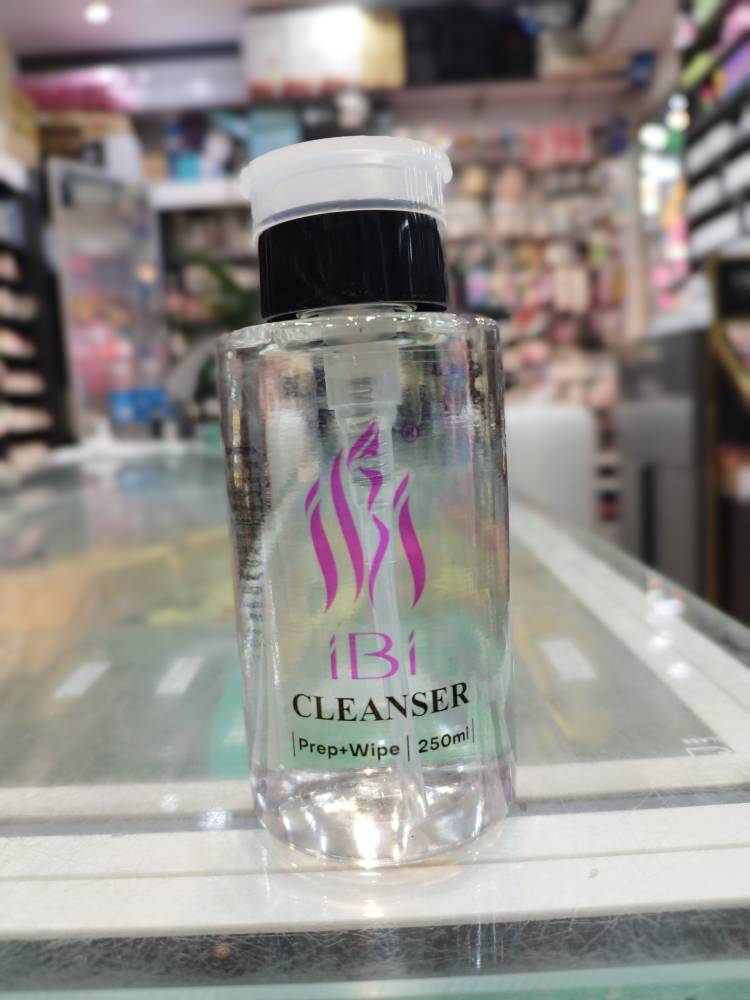 ®
iBi
CLEANSER
|Prep+Wipe| 250ml|